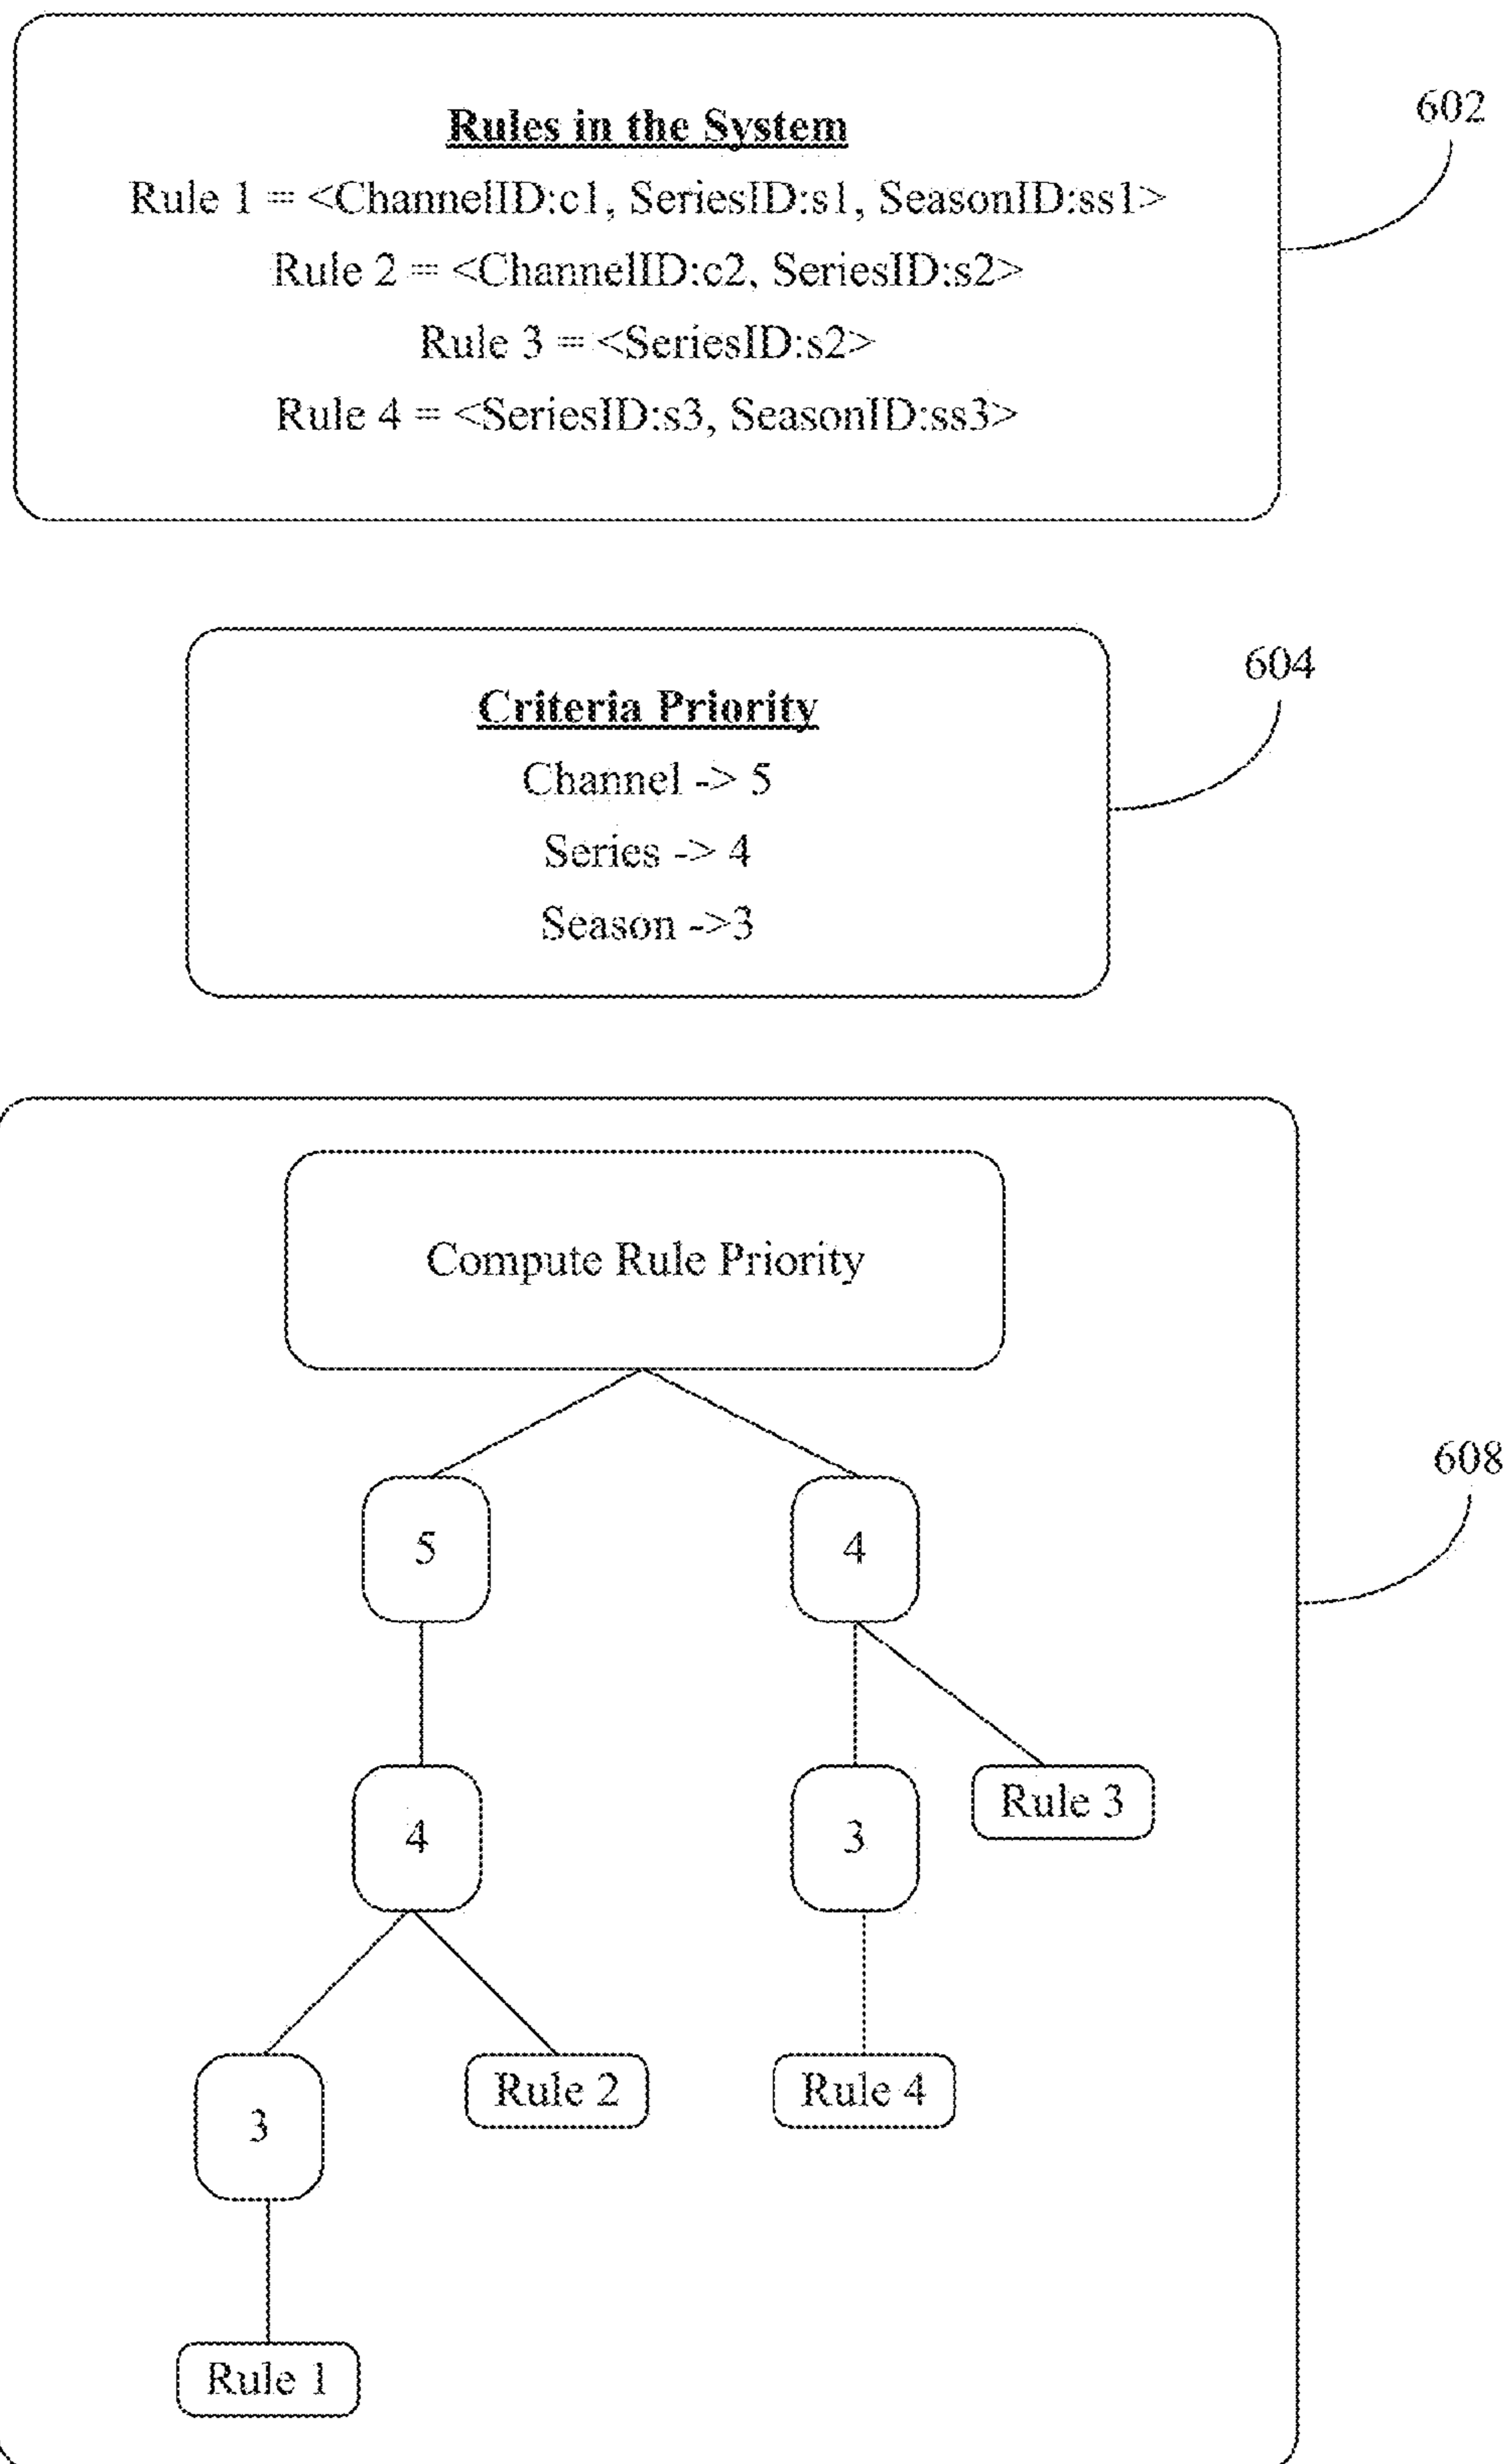 Rules in the System
602
Rule 1 = <ChannelID:c1, SeriesID:s1, SeasonID:ss1>
Rule 2 = <ChannelID:c2, SeriesID:s2>
Rule 3 = <SeriesID:s2>
Rule 4 = <SeriesID:s3, SeasonID:ss3>
604
Criteria Priority
Channel -> 5
Series -> 4
Season ->3
Compute Rule Priority
608
5
4
4
3
Rule 3
3
Rule 2
Rule 4
Rule 1